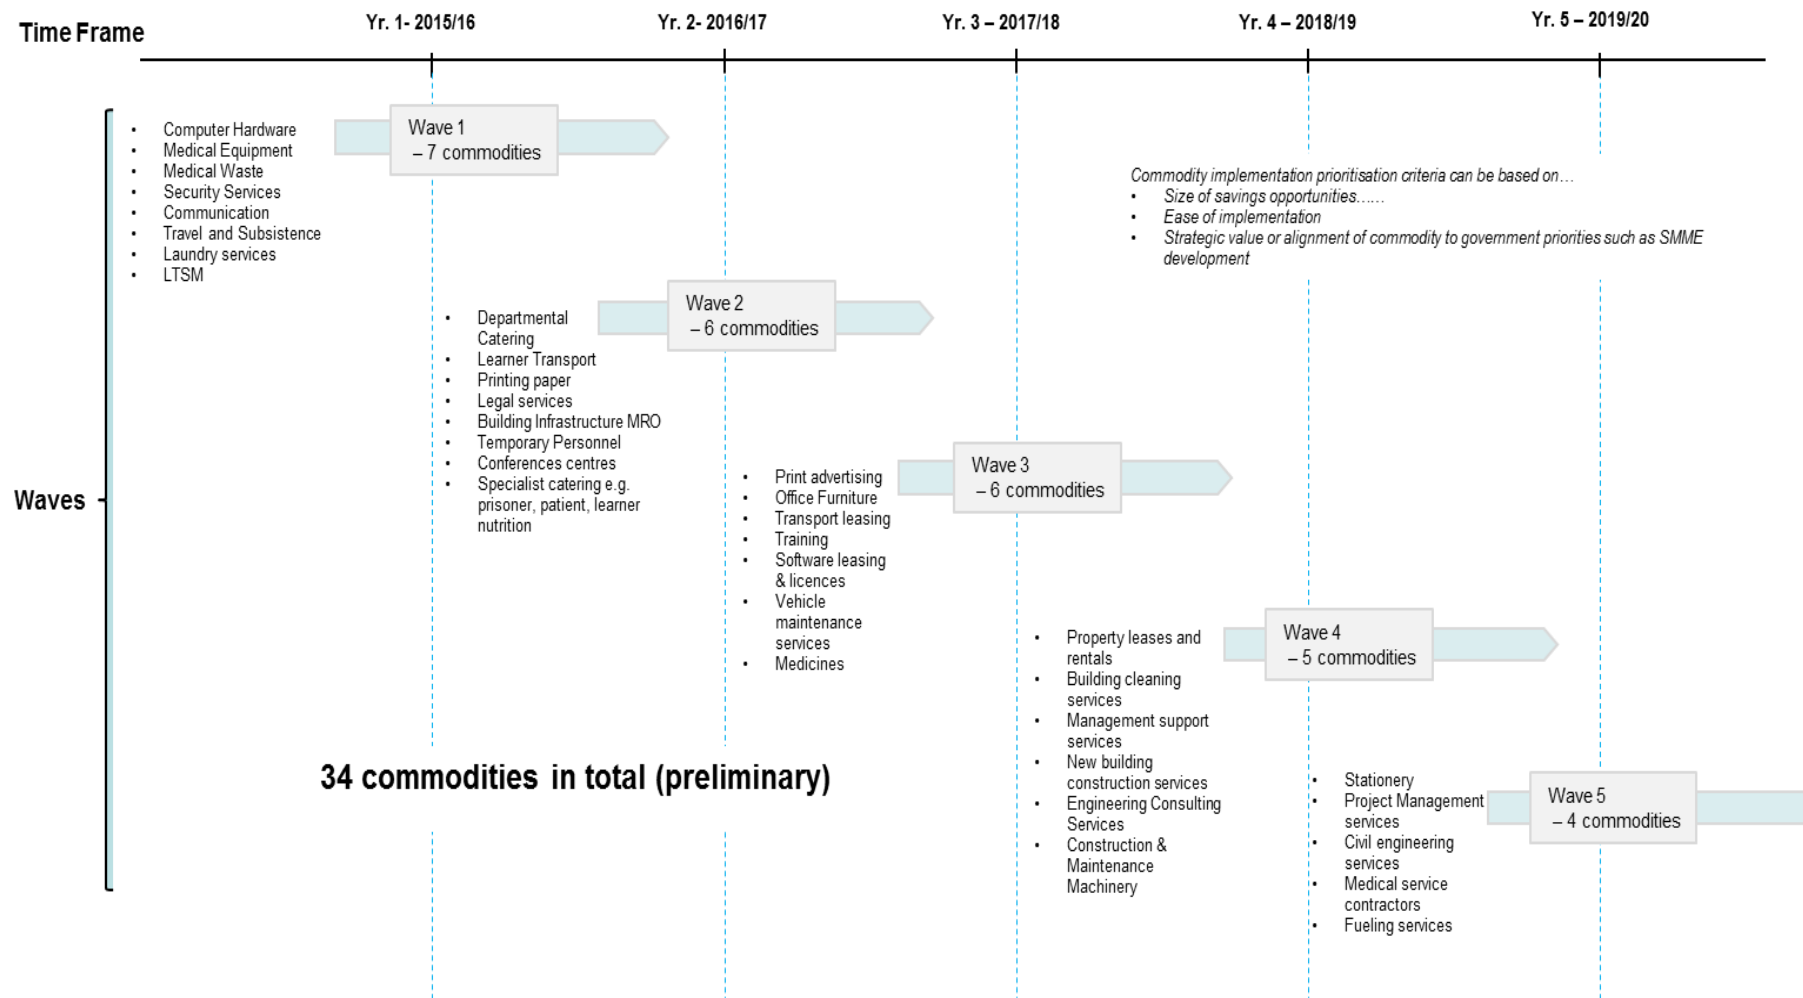 Time Frame
Yr. 1- 2015/16
Yr. 2- 2016/17
Yr. 3 – 2017/18
Yr. 4 – 2018/19
Yr. 5 – 2019/20
Waves
• Computer Hardware
• Medical Equipment
• Medical Waste
• Security Services
• Communication
• Travel and Subsistence
• Laundry services
• LTSM
Wave 1
– 7 commodities
Commodity implementation prioritisation criteria can be based on…
• Size of savings opportunities……
• Ease of implementation
• Strategic value or alignment of commodity to government priorities such as SMME
development
• Departmental
Catering
• Learner Transport
• Printing paper
• Legal services
• Building Infrastructure MRO
• Temporary Personnel
• Conferences centres
• Specialist catering e.g.
prisoner, patient, learner
nutrition
Wave 2
– 6 commodities
• Print advertising
• Office Furniture
• Transport leasing
• Training
• Software leasing
& licences
• Vehicle
maintenance
services
• Medicines
Wave 3
– 6 commodities
• Property leases and
rentals
• Building cleaning
services
• Management support
services
• New building
construction services
• Engineering Consulting
Services
• Construction &
Maintenance
Machinery
Wave 4
– 5 commodities
• Stationery
• Project Management
services
• Civil engineering
services
• Medical service
contractors
• Fueling services
Wave 5
– 4 commodities
34 commodities in total (preliminary)